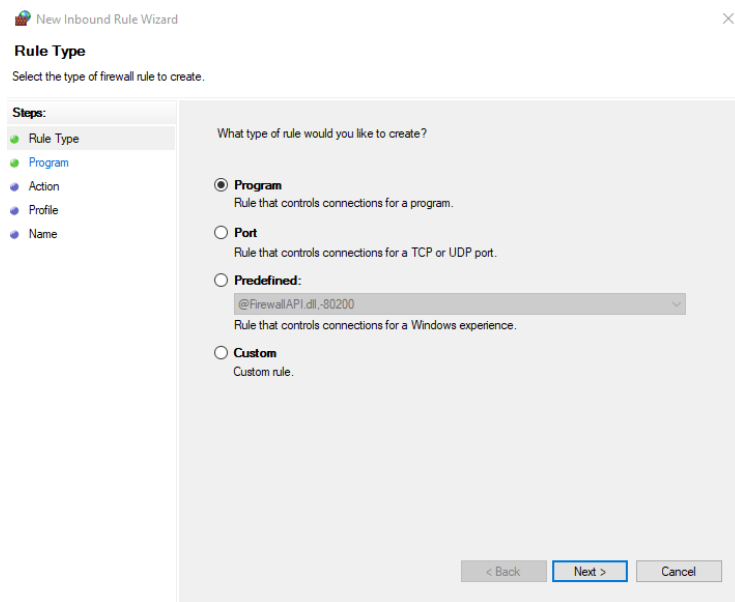 New Inbound Rule Wizard
Rule Type
Select the type of firewall rule to create.
Steps:
Rule Type
Program
Action
Profile
Name
What type of rule would you like to create?
Program
Rule that controls connections for a program.
Port
Rule that controls connections for a TCP or UDP port.
Predefined:
@FirewallAPI.dll,-80200
Rule that controls connections for a Windows experience.
Custom
Custom rule.
< Back
Next >
Cancel